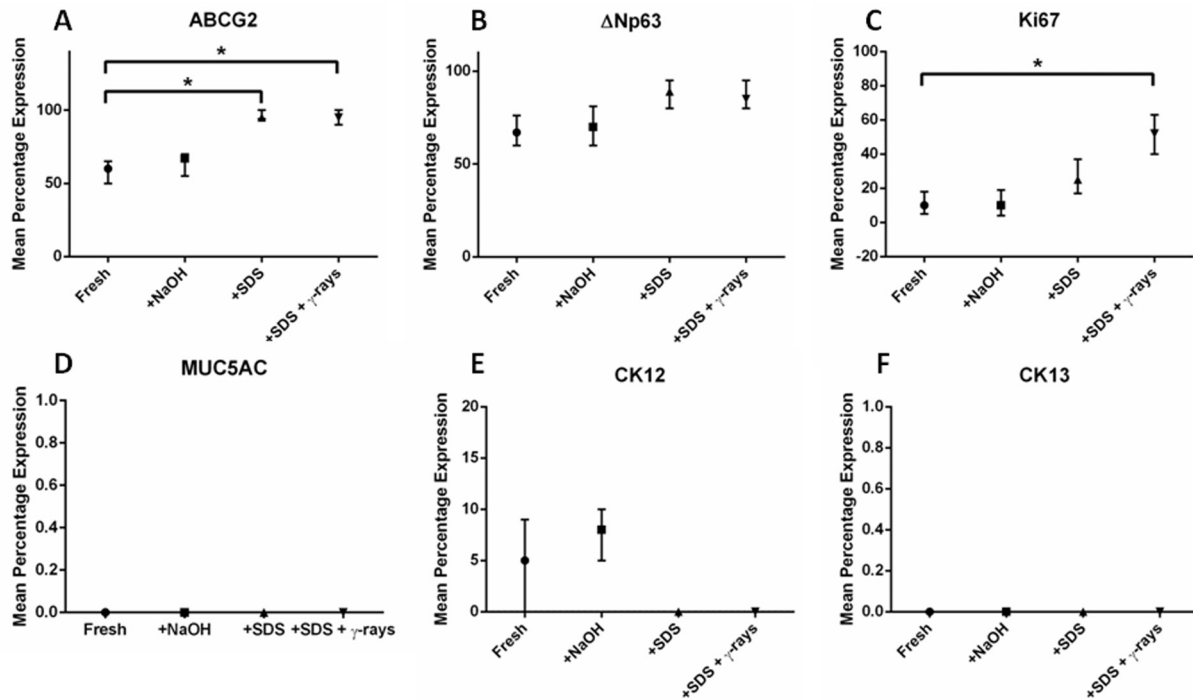 A
ABCG2
Mean Percentage Expression
100
50
0
*
*
Fresh
+NaOH
+SDS
+SDS + γ-rays
B
ΔNp63
Mean Percentage Expression
100
50
0
Fresh
+NaOH
+SDS
+SDS + γ-rays
C
Ki67
Mean Percentage Expression
100
80
60
40
20
0
-20
*
Fresh
+NaOH
+SDS
+SDS + γ-rays
D
MUC5AC
Mean Percentage Expression
1.0
0.8
0.6
0.4
0.2
0.0
Fresh +NaOH +SDS +SDS + γ-rays
E
CK12
Mean Percentage Expression
20
15
10
5
0
Fresh
+NaOH
+SDS
+SDS + γ-rays
F
CK13
Mean Percentage Expression
1.0
0.8
0.6
0.4
0.2
0.0
Fresh
+NaOH
+SDS
+SDS + γ-rays